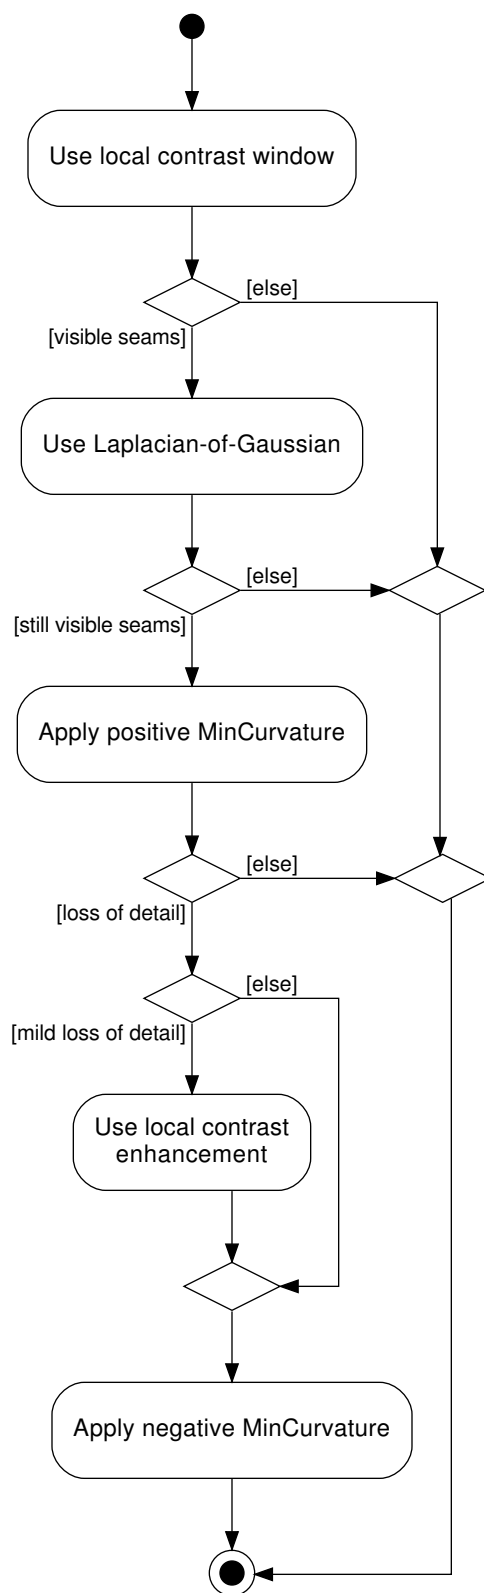 Use local contrast window
[else]
[visible seams]
Use Laplacian-of-Gaussian
[else]
[still visible seams]
Apply positive MinCurvature
[else]
[loss of detail]
[else]
[mild loss of detail]
Use local contrast
enhancement
Apply negative MinCurvature